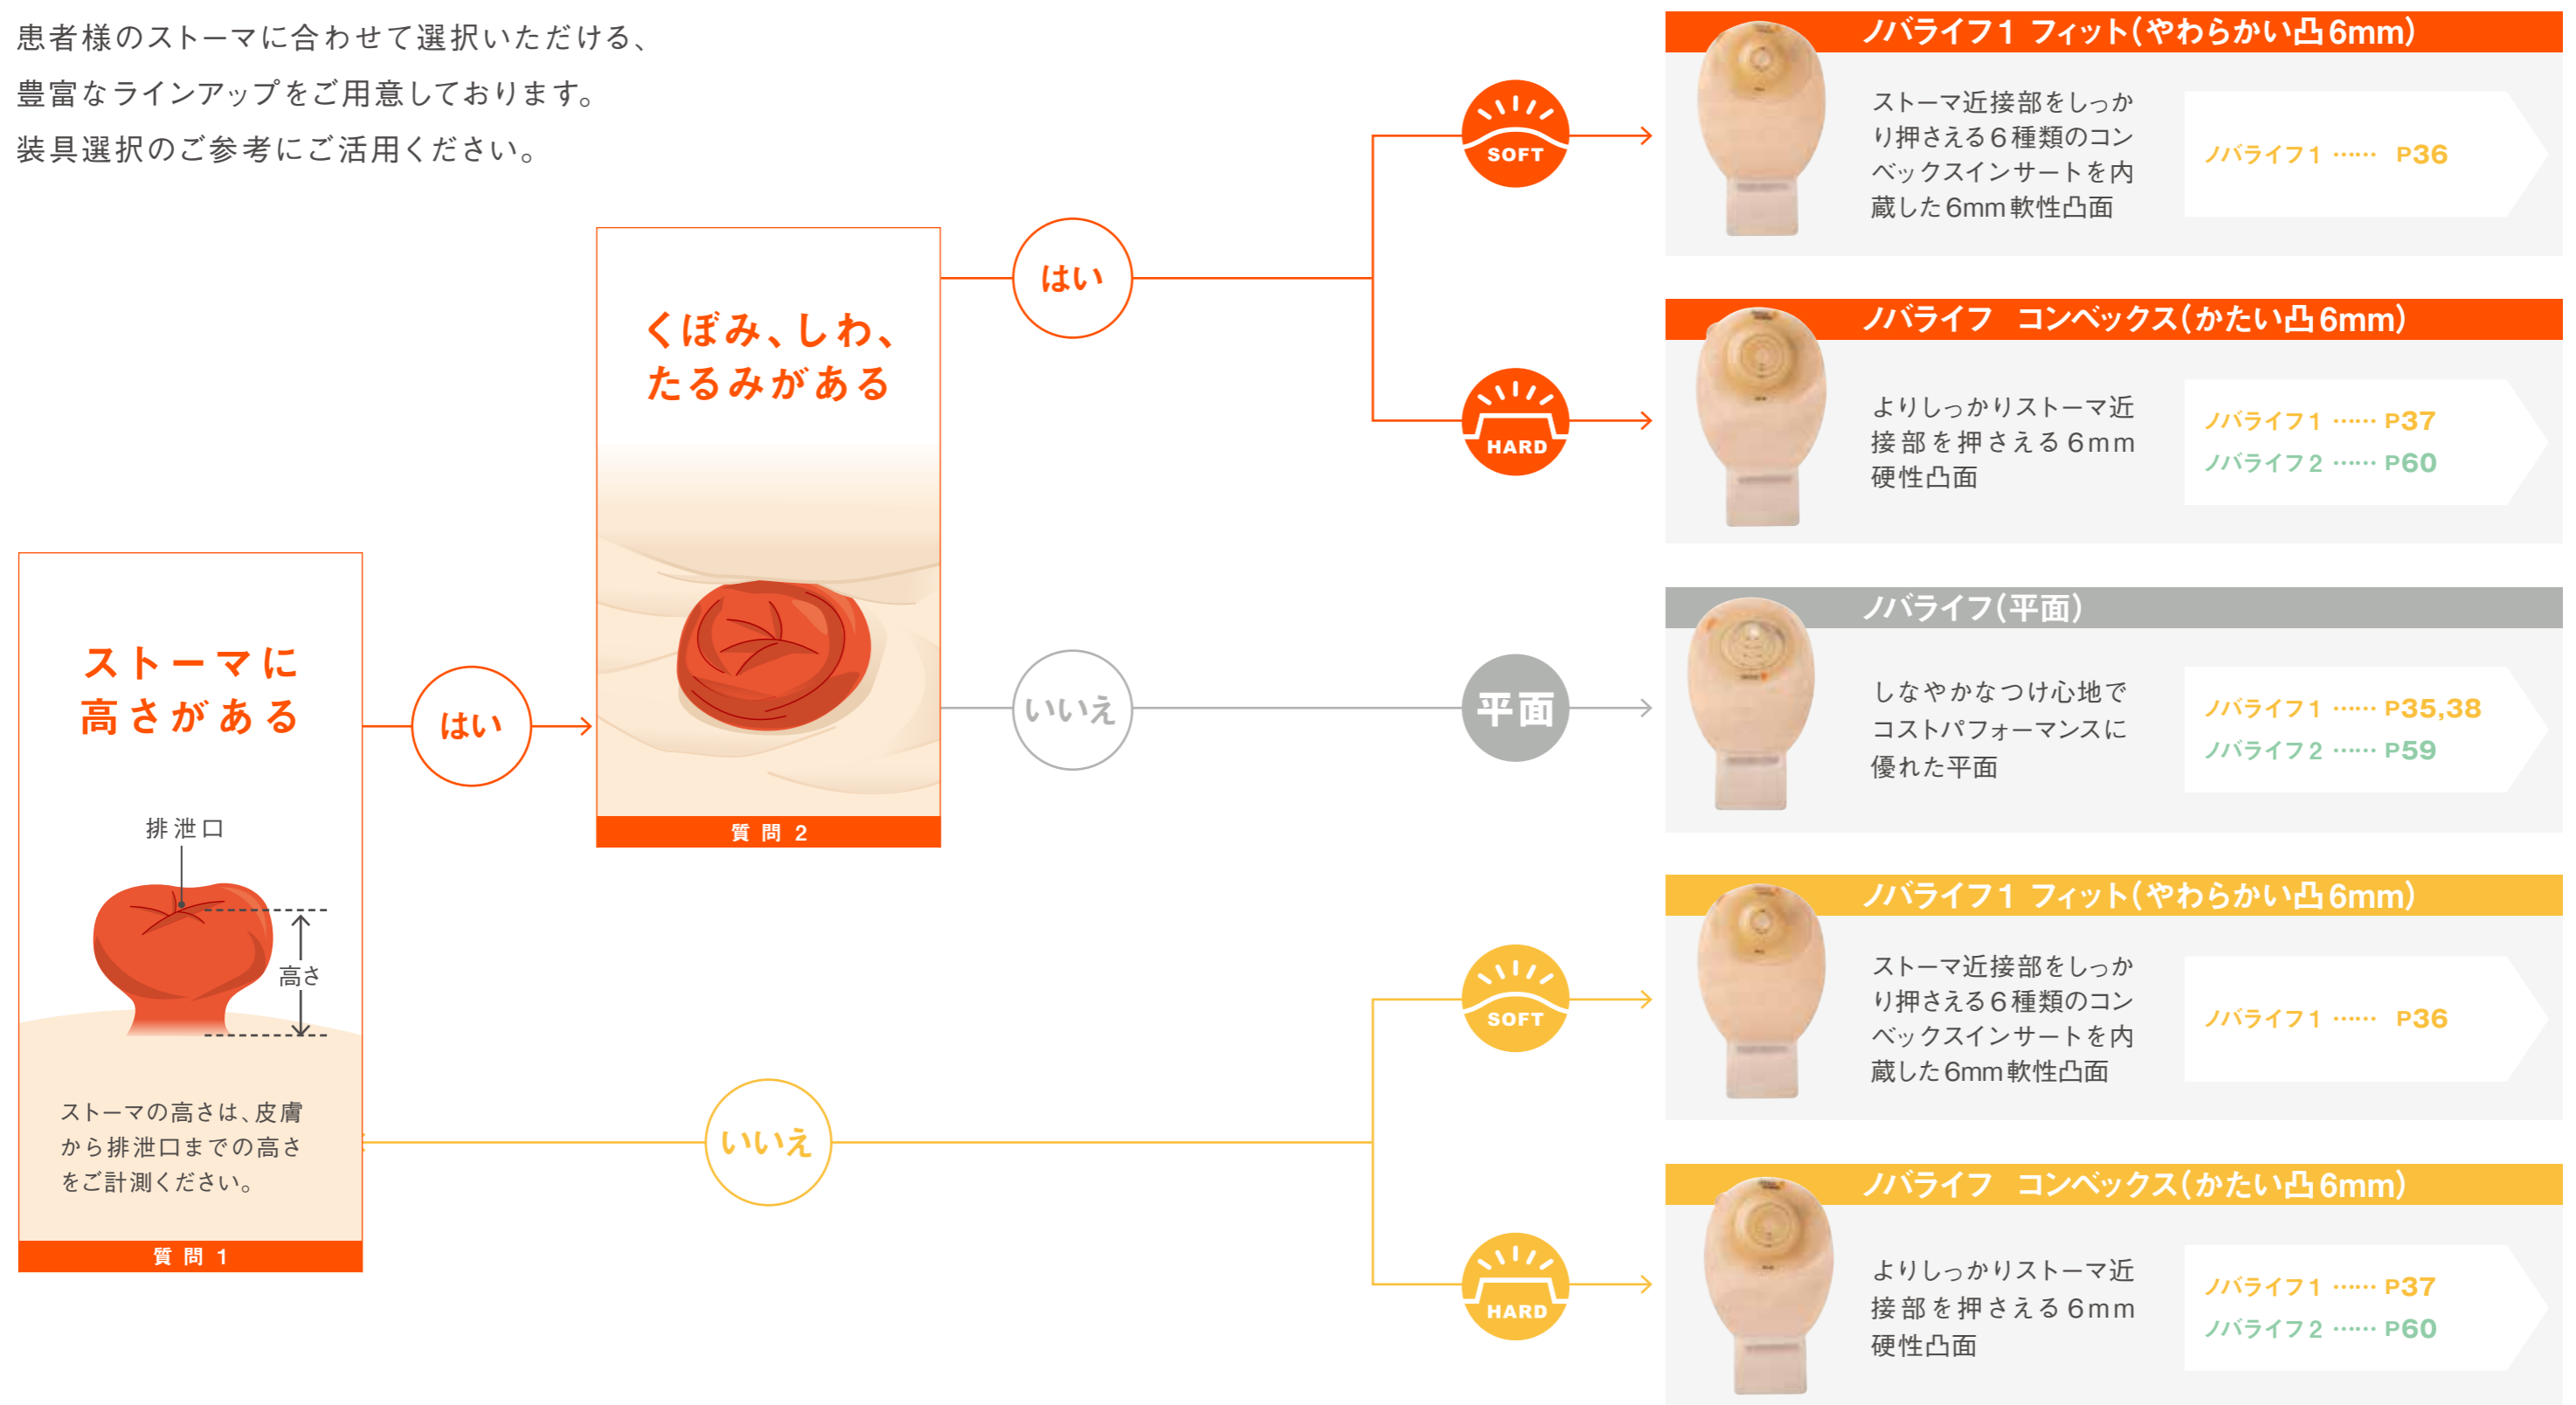 患者様のストーマに合わせて選択いただける、
豊富なラインアップをご用意しております。
装具選択のご参考にご活用ください。
ストーマに
高さがある
排泄口
高さ
ストーマの高さは、皮膚
から排泄口までの高さ
をご計測ください。
質問1
はい
くぼみ、しわ、
たるみがある
質問2
はい
SOFT
ノバライフ1 フィット(やわらかい凸6mm)
ストーマ近接部をしっか
り押さえる6種類のコン
ベックスインサートを内
蔵した6mm軟性凸面
ノバライフ1 …… P36
HARD
ノバライフ コンベックス(かたい凸6mm)
よりしっかりストーマ近
接部を押さえる6mm
硬性凸面
ノバライフ1 …… P37
ノバライフ2 …… P60
いいえ
平面
ノバライフ(平面)
しなやかなつけ心地で
コストパフォーマンスに
優れた平面
ノバライフ1 …… P35,38
ノバライフ2 …… P59
いいえ
SOFT
ノバライフ1 フィット(やわらかい凸6mm)
ストーマ近接部をしっか
り押さえる6種類のコン
ベックスインサートを内
蔵した6mm軟性凸面
ノバライフ1 …… P36
HARD
ノバライフ コンベックス(かたい凸6mm)
よりしっかりストーマ近
接部を押さえる6mm
硬性凸面
ノバライフ1 …… P37
ノバライフ2 …… P60